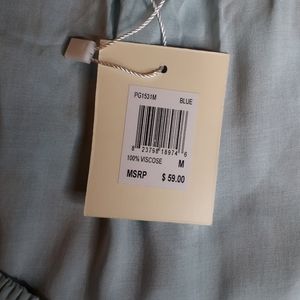 PG1531M BLUE
8 23798 18974 6
100% VISCOSE M
MSRP $ 59.00